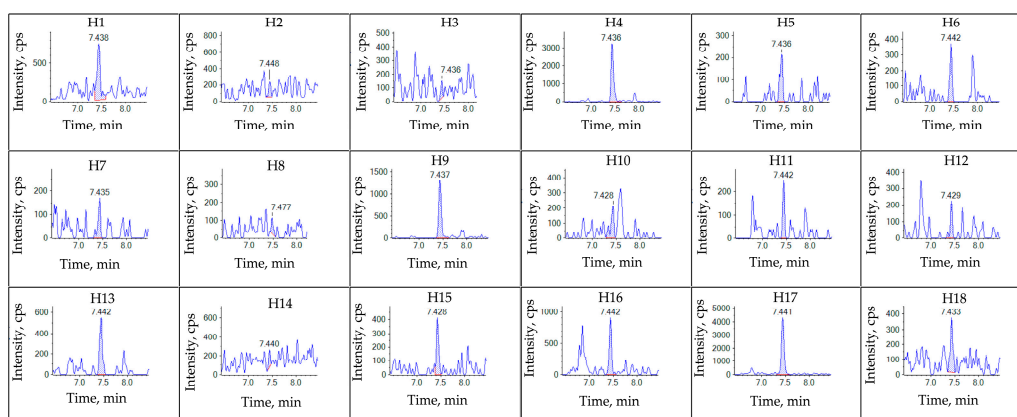 H1
7.438
500
0
7.0 7.5 8.0
Time, min
Intensity, cps
H2
7.448
800
600
400
200
0
7.0 7.5 8.0
Time, min
Intensity, cps
H3
7.436
500
400
300
200
100
0
7.0 7.5 8.0
Time, min
Intensity, cps
H4
7.436
3000
2000
1000
0
7.0 7.5 8.0
Time, min
Intensity, cps
H5
7.436
200
100
0
7.0 7.5 8.0
Time, min
Intensity, cps
H6
7.442
400
300
200
100
0
7.0 7.5 8.0
Time, min
Intensity, cps
H7
7.435
200
100
0
7.0 7.5 8.0
Time, min
Intensity, cps
H8
7.477
300
200
100
0
7.0 7.5 8.0
Time, min
Intensity, cps
H9
7.437
1000
500
0
7.0 7.5 8.0
Time, min
Intensity, cps
H10
7.428
400
300
200
100
0
7.0 7.5 8.0
Time, min
Intensity, cps
H11
7.442
200
100
0
7.0 7.5 8.0
Time, min
Intensity, cps
H12
7.429
400
300
200
100
0
7.0 7.5 8.0
Time, min
Intensity, cps
H13
7.442
600
400
200
0
7.0 7.5 8.0
Time, min
Intensity, cps
H14
7.440
600
400
200
0
7.0 7.5 8.0
Time, min
Intensity, cps
H15
7.428
400
300
200
100
0
7.0 7.5 8.0
Time, min
Intensity, cps
H16
7.442
1000
500
0
7.0 7.5 8.0
Time, min
Intensity, cps
H17
7.441
5000
4000
3000
2000
1000
0
7.0 7.5 8.0
Time, min
Intensity, cps
H18
7.433
400
300
200
100
0
7.0 7.5 8.0
Time, min
Intensity, cps